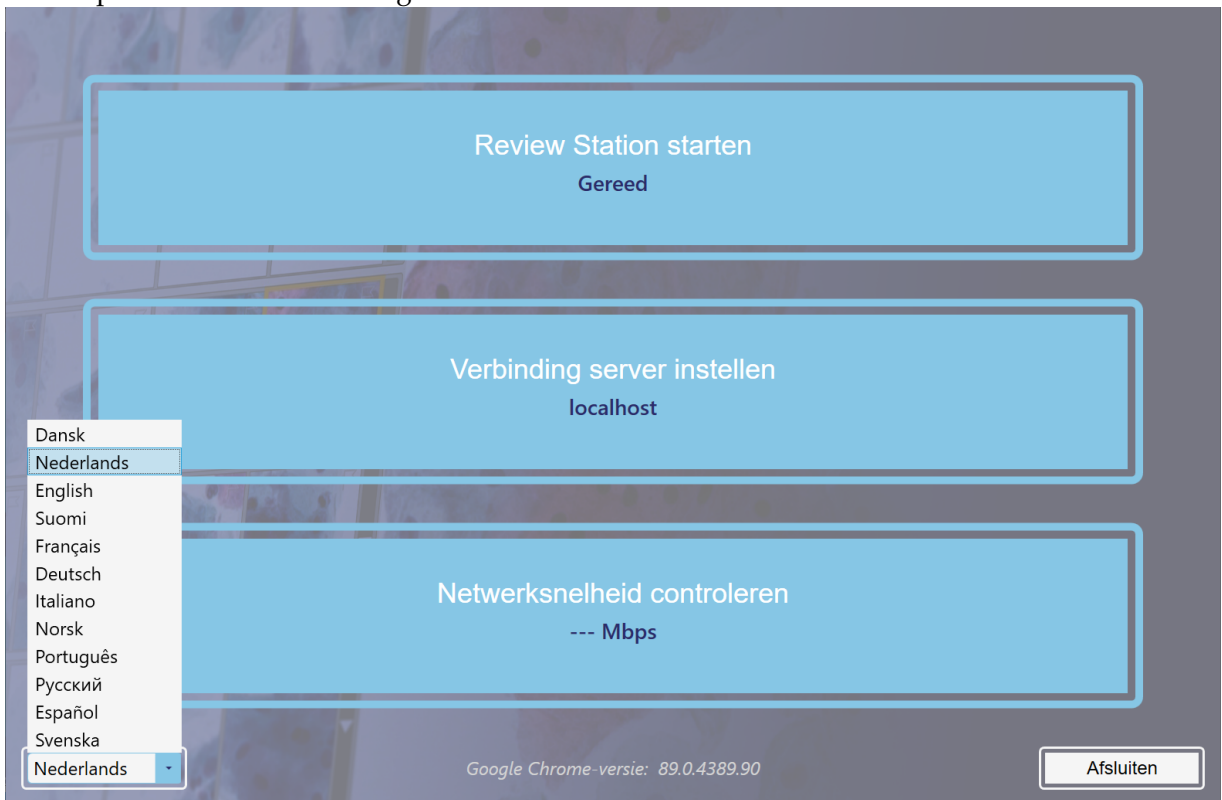 Review Station starten
Gereed
Verbinding server instellen
localhost
Dansk
Nederlands
English
Suomi
Français
Deutsch
Italiano
Norsk
Português
Русский
Español
Svenska
Netwerksnelheid controleren
--- Mbps
Nederlands
Google Chrome-versie: 89.0.4389.90
Afsluiten